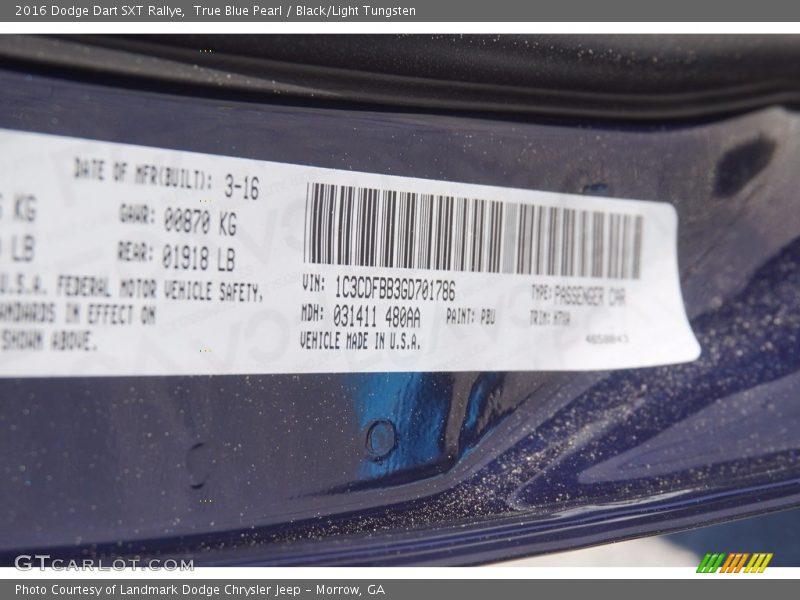 2016 Dodge Dart SXT Rallye,  True Blue Pearl / Black/Light Tungsten
DATE OF MFR(BUILT): 3-16
KG
GAWR: 00870 KG
LB
REAR: 01918 LB
U.S.A. FEDERAL MOTOR VEHICLE SAFETY,
IN EFFECT ON
SHOWN ABOVE.
VIN: 1C3CDFBB3GD701786
TYPE: PASSENGER CAR
MDH: 031411 480AA
PAINT: PBU
TRIM:
VEHICLE MADE IN U.S.A.
GTCARLOT.COM
Photo Courtesy of Landmark Dodge Chrysler Jeep – Morrow, GA